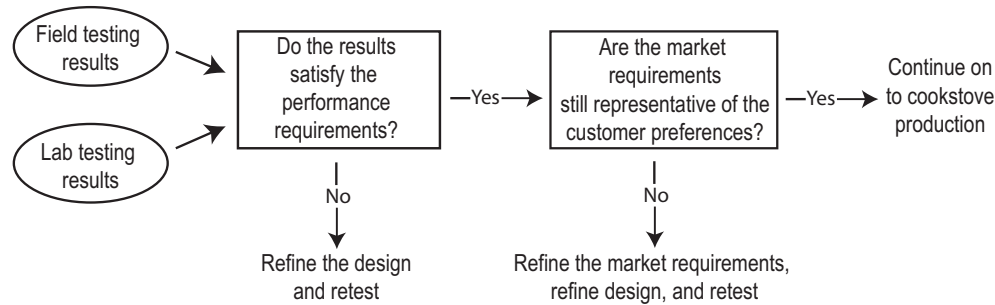 Field testing
results
Lab testing
results
Do the results
satisfy the
performance
requirements?
Yes
No
Refine the design
and retest
Are the market
requirements
still representative of the
customer preferences?
Yes
No
Refine the market requirements,
refine design, and retest
Continue on
to cookstove
production